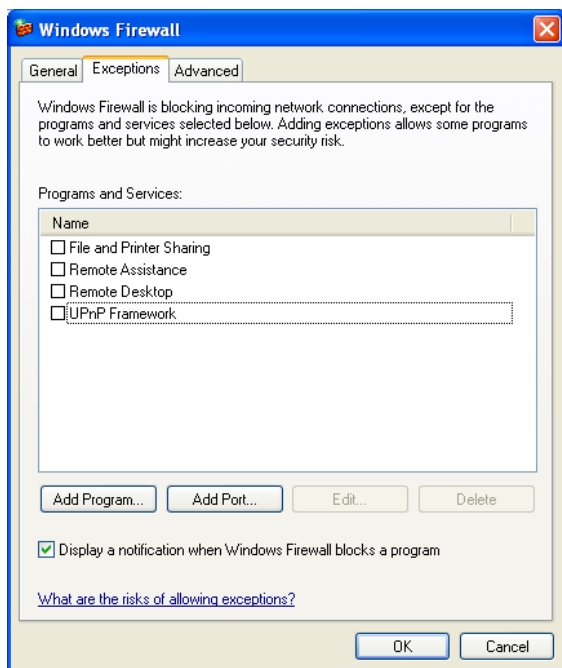 Windows Firewall
General
Exceptions
Advanced
Windows Firewall is blocking incoming network connections, except for the
programs and services selected below. Adding exceptions allows some programs
to work better but might increase your security risk.
Programs and Services:
Name
File and Printer Sharing
Remote Assistance
Remote Desktop
UPnP Framework
Add Program...
Add Port...
Edit...
Delete
Display a notification when Windows Firewall blocks a program
What are the risks of allowing exceptions?
OK
Cancel